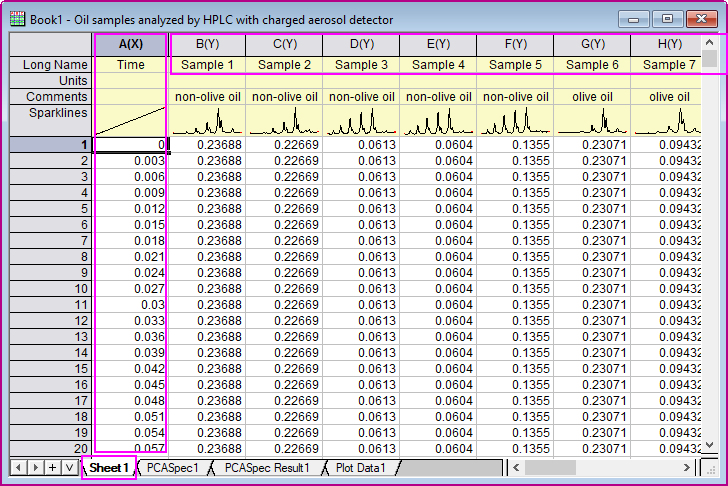 Book1 - Oil samples analyzed by HPLC with charged aerosol detector
A(X) B(Y) C(Y) D(Y) E(Y) F(Y) G(Y) H(Y)
Long Name Time Sample 1 Sample 2 Sample 3 Sample 4 Sample 5 Sample 6 Sample 7
Units
Comments non-olive oil non-olive oil non-olive oil non-olive oil non-olive oil olive oil olive oil
Sparklines
1 0 0.23688 0.22669 0.0613 0.0604 0.1355 0.23071 0.09432
2 0.003 0.23688 0.22669 0.0613 0.0604 0.1355 0.23071 0.09432
3 0.006 0.23688 0.22669 0.0613 0.0604 0.1355 0.23071 0.09432
4 0.009 0.23688 0.22669 0.0613 0.0604 0.1355 0.23071 0.09432
5 0.012 0.23688 0.22669 0.0613 0.0604 0.1355 0.23071 0.09432
6 0.015 0.23688 0.22669 0.0613 0.0604 0.1355 0.23071 0.09432
7 0.018 0.23688 0.22669 0.0613 0.0604 0.1355 0.23071 0.09432
8 0.021 0.23688 0.22669 0.0613 0.0604 0.1355 0.23071 0.09432
9 0.024 0.23688 0.22669 0.0613 0.0604 0.1355 0.23071 0.09432
10 0.027 0.23688 0.22669 0.0613 0.0604 0.1355 0.23071 0.09432
11 0.03 0.23688 0.22669 0.0613 0.0604 0.1355 0.23071 0.09432
12 0.033 0.23688 0.22669 0.0613 0.0604 0.1355 0.23071 0.09432
13 0.036 0.23688 0.22669 0.0613 0.0604 0.1355 0.23071 0.09432
14 0.039 0.23688 0.22669 0.0613 0.0604 0.1355 0.23071 0.09432
15 0.042 0.23688 0.22669 0.0613 0.0604 0.1355 0.23071 0.09432
16 0.045 0.23688 0.22669 0.0613 0.0604 0.1355 0.23071 0.09432
17 0.048 0.23688 0.22669 0.0613 0.0604 0.1355 0.23071 0.09432
18 0.051 0.23688 0.22669 0.0613 0.0604 0.1355 0.23071 0.09432
19 0.054 0.23688 0.22669 0.0613 0.0604 0.1355 0.23071 0.09432
20 0.057 0.23688 0.22669 0.0613 0.0604 0.1355 0.23071 0.09432
Sheet1 PCASpec1 PCASpec Result1 Plot Data1